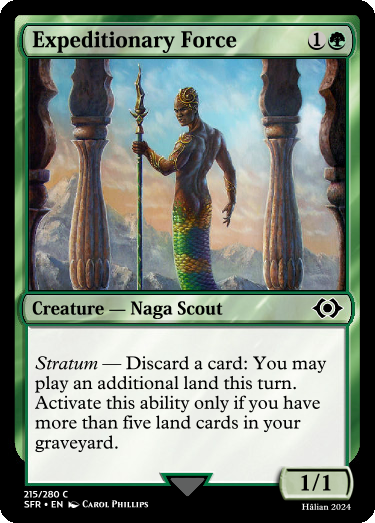 Expeditionary Force 1
Creature — Naga Scout
Stratum — Discard a card: You may
play an additional land this turn.
Activate this ability only if you have
more than five land cards in your
graveyard.
1/1
215/280 C
SFR • EN Carol Phillips
Hâlian 2024